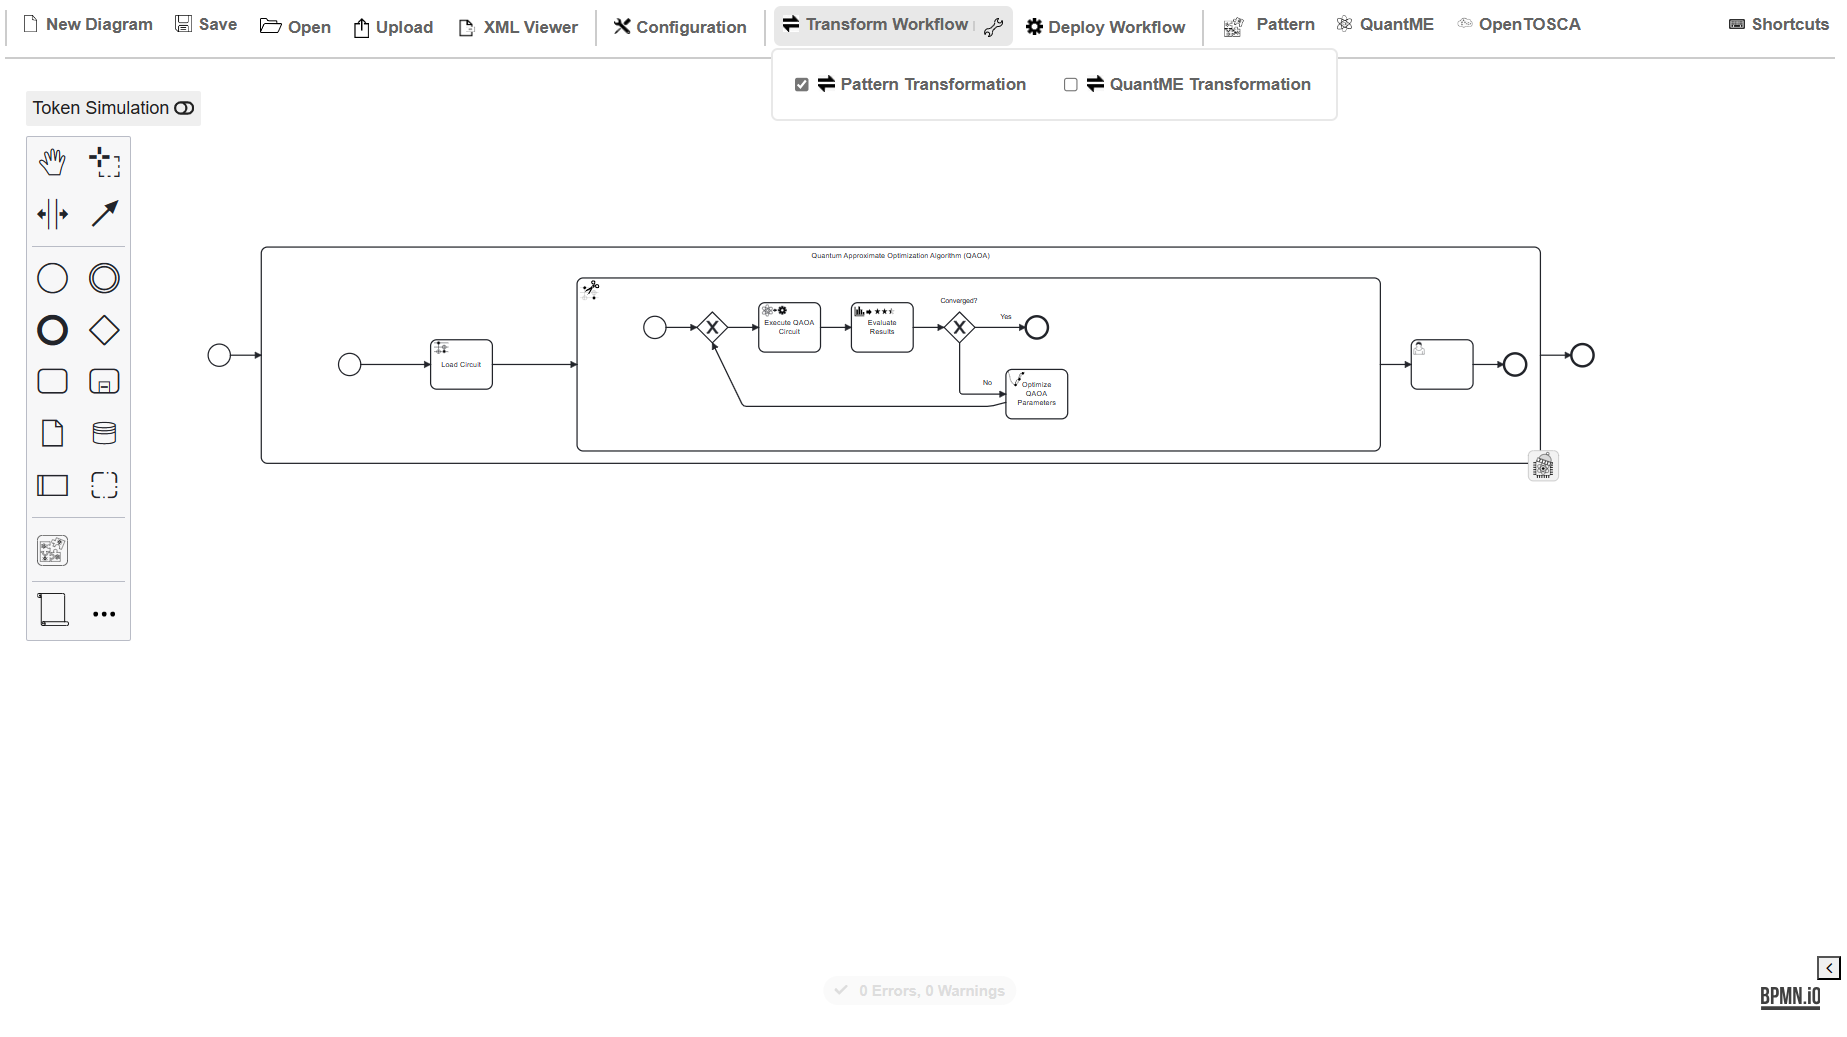 New Diagram Save Open Upload XML Viewer Configuration Transform Workflow Deploy Workflow Pattern QuantME OpenTOSCA Shortcuts
Pattern Transformation QuantME Transformation
Token Simulation
Quantum Approximate Optimization Algorithm (QAOA)
Converged?
Yes
Execute QAOA
Circuit
Evaluate
Results
Load Circuit
No
Optimize
QAOA
Parameters
0 Errors, 0 Warnings
BPMN.iO